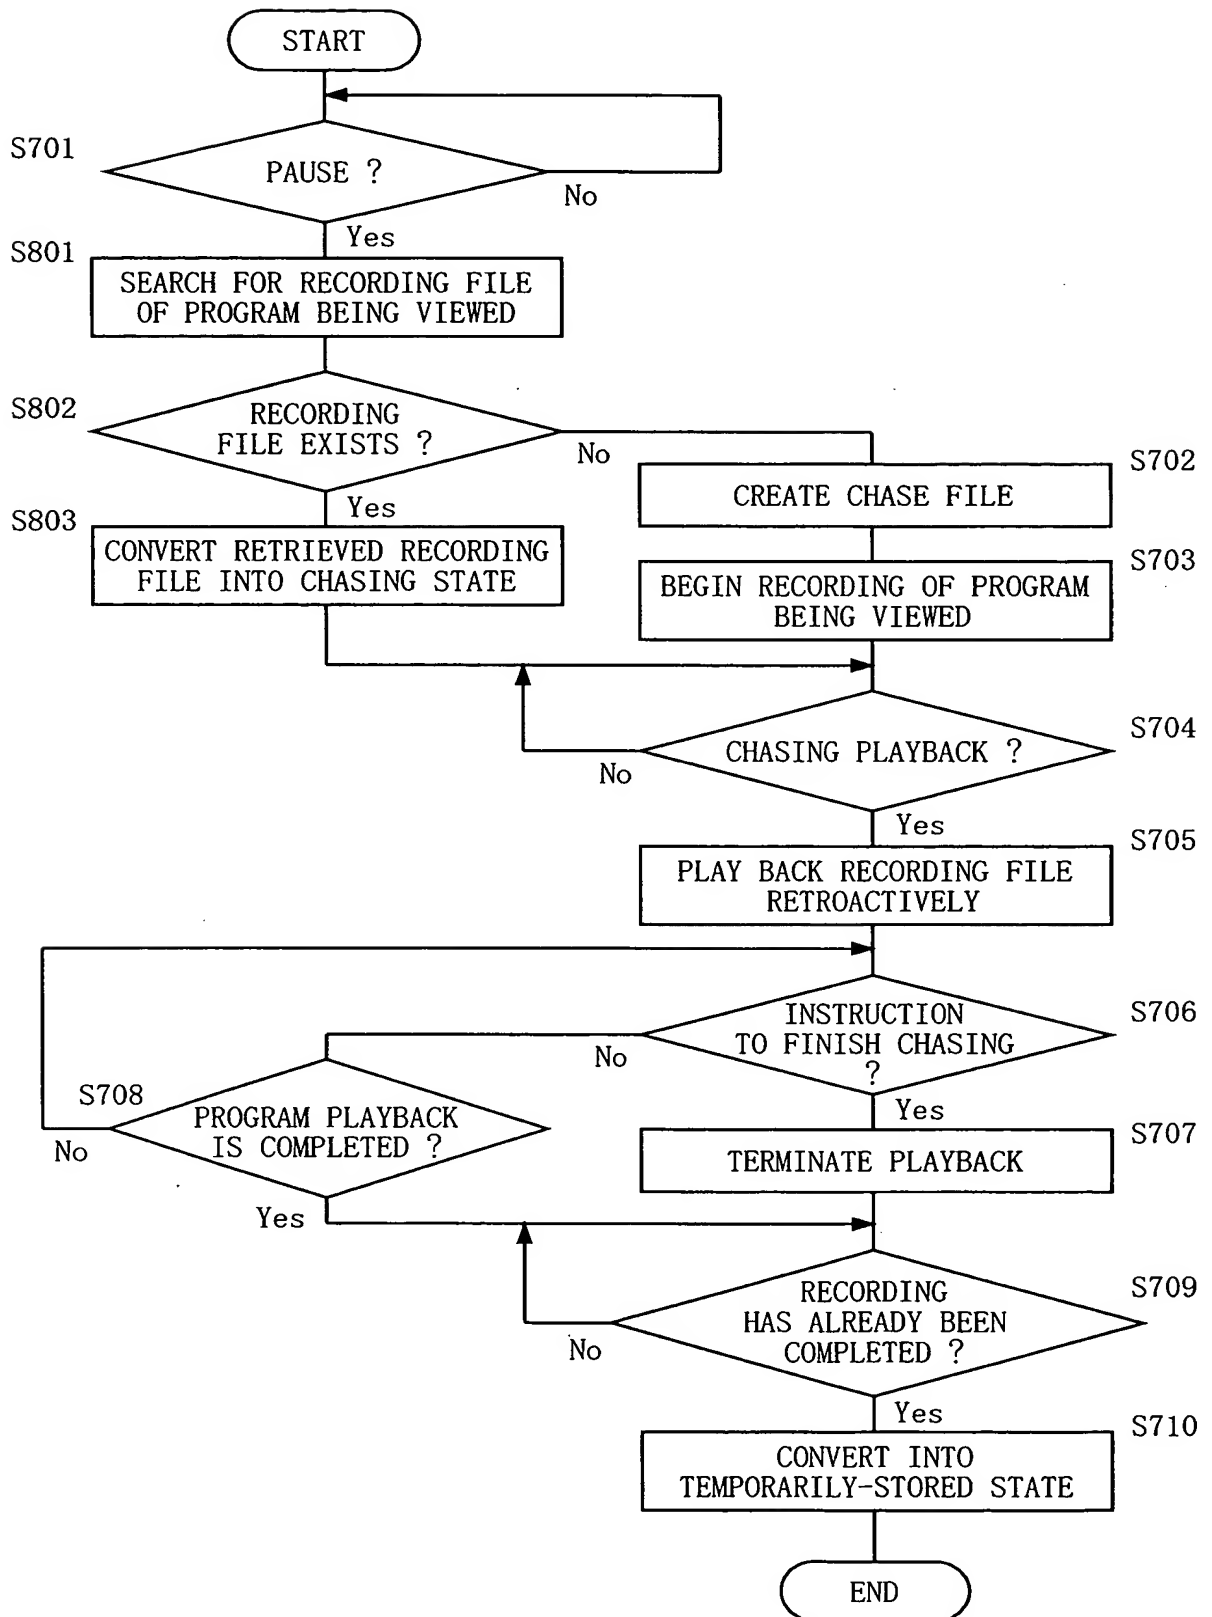 START
S701
PAUSE ?
No
Yes
S801
SEARCH FOR RECORDING FILE
OF PROGRAM BEING VIEWED
S802
RECORDING
FILE EXISTS ?
No
Yes
S702
CREATE CHASE FILE
S803
CONVERT RETRIEVED RECORDING
FILE INTO CHASING STATE
S703
BEGIN RECORDING OF PROGRAM
BEING VIEWED
S704
CHASING PLAYBACK ?
No
Yes
S705
PLAY BACK RECORDING FILE
RETROACTIVELY
S706
INSTRUCTION
TO FINISH CHASING
?
No
Yes
S708
PROGRAM PLAYBACK
IS COMPLETED ?
No
Yes
S707
TERMINATE PLAYBACK
S709
RECORDING
HAS ALREADY BEEN
COMPLETED ?
No
Yes
S710
CONVERT INTO
TEMPORARILY-STORED STATE
END